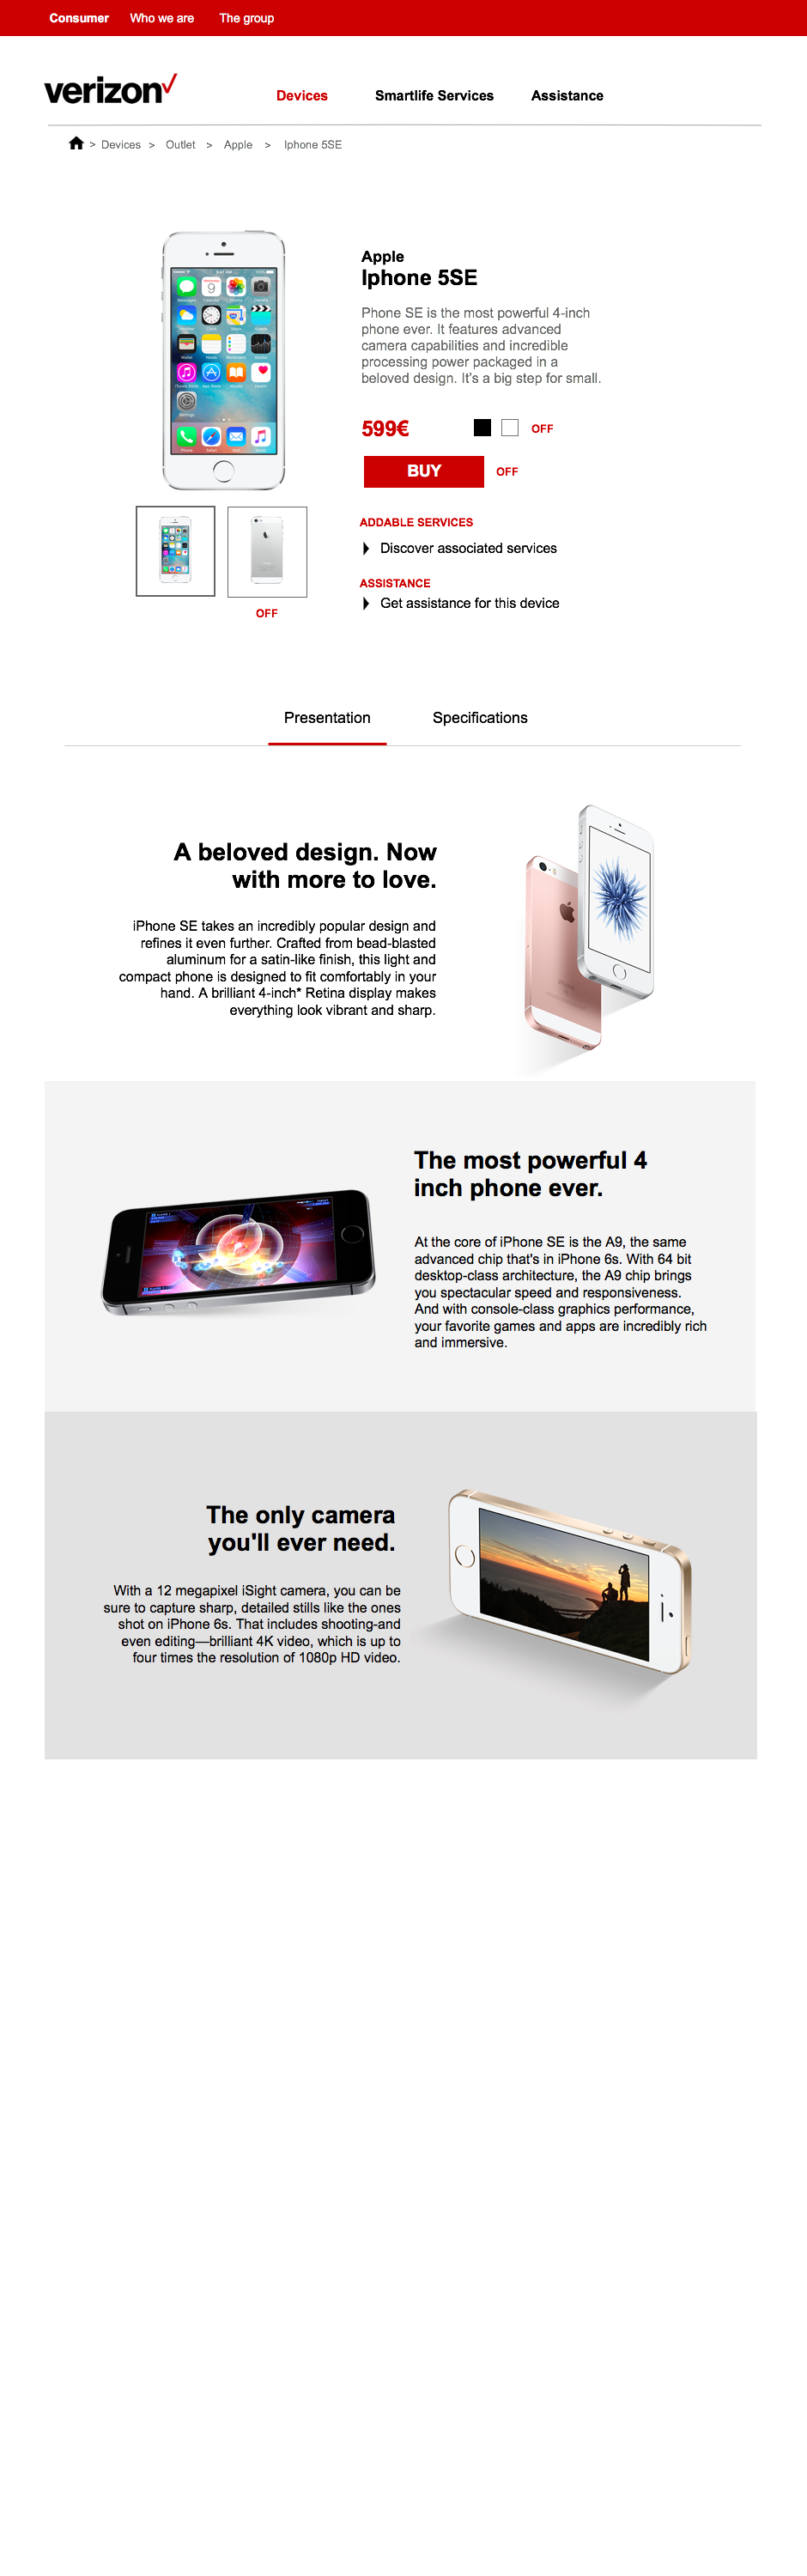 Consumer Who we are The group
verizon
Devices Smartlife Services Assistance
> Devices > Outlet > Apple > Iphone 5SE
Apple
Iphone 5SE
Phone SE is the most powerful 4-inch
phone ever. It features advanced
camera capabilities and incredible
processing power packaged in a
beloved design. It's a big step for small.
599€ OFF
BUY OFF
ADDABLE SERVICES
Discover associated services
ASSISTANCE
Get assistance for this device
OFF
Presentation Specifications
A beloved design. Now
with more to love.
iPhone SE takes an incredibly popular design and
refines it even further. Crafted from bead-blasted
aluminum for a satin-like finish, this light and
compact phone is designed to fit comfortably in your
hand. A brilliant 4-inch* Retina display makes
everything look vibrant and sharp.
The most powerful 4
inch phone ever.
At the core of iPhone SE is the A9, the same
advanced chip that's in iPhone 6s. With 64 bit
desktop-class architecture, the A9 chip brings
you spectacular speed and responsiveness.
And with console-class graphics performance,
your favorite games and apps are incredibly rich
and immersive.
The only camera
you'll ever need.
With a 12 megapixel iSight camera, you can be
sure to capture sharp, detailed stills like the ones
shot on iPhone 6s. That includes shooting-and
even editing—brilliant 4K video, which is up to
four times the resolution of 1080p HD video.